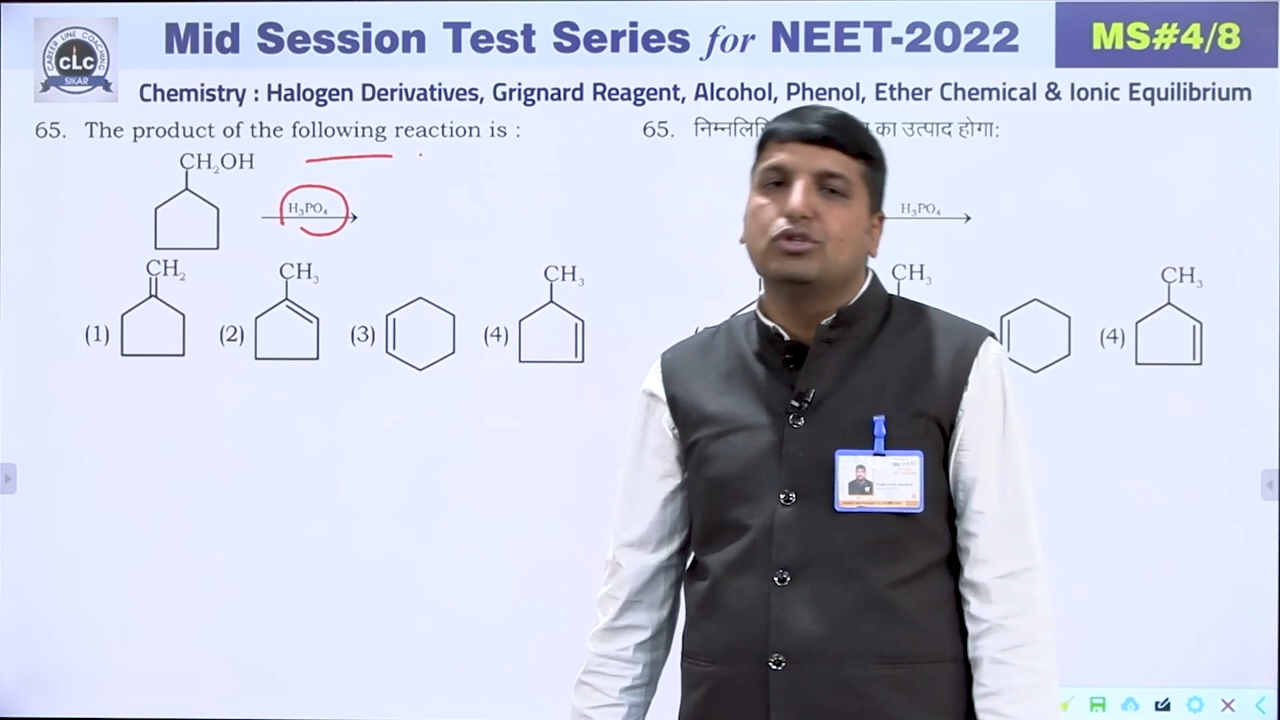 CAREER LINE COACHING
CLC
SIKAR
Mid Session Test Series for NEET-2022
MS#4/8
Chemistry : Halogen Derivatives, Grignard Reagent, Alcohol, Phenol, Ether Chemical & Ionic Equilibrium
65. The product of the following reaction is :
CH₂OH
H₃PO₄
(1) CH₂
(2) CH₃
(3)
(4) CH₃
65. का उत्पाद होगा:
H₃PO₄
CH₃
(4) CH₃